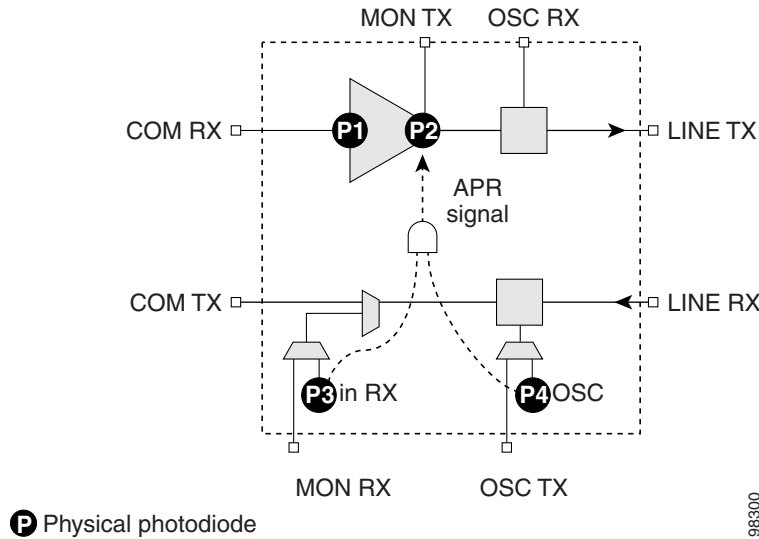 MON TX
OSC RX
COM RX
P1
P2
LINE TX
APR
signal
COM TX
LINE RX
P3
in RX
P4
OSC
MON RX
OSC TX
P
Physical photodiode
98300